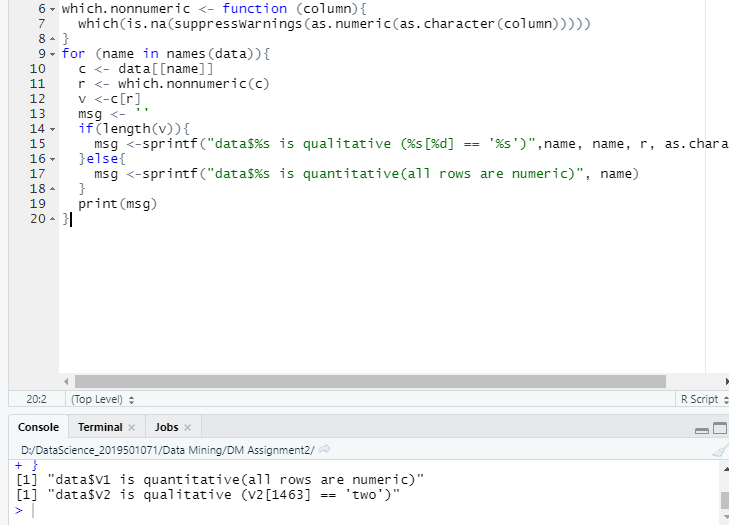 6 which.nonnumeric <- function (column){
7   which(is.na(suppressWarnings(as.numeric(as.character(column)))))
8 }
9 for (name in names(data)){
10   c <- data[[name]]
11   r <- which.nonnumeric(c)
12   v <-c[r]
13   msg <- ''
14   if(length(v)){
15     msg <-sprintf("data$%s is qualitative (%s[%d] == '%s')",name, name, r, as.chara
16   }else{
17     msg <-sprintf("data$%s is quantitative(all rows are numeric)", name)
18   }
19   print(msg)
20 }
20:2 (Top Level) R Script
Console Terminal Jobs
D:/DataScience_2019501071/Data Mining/DM Assignment2/
+ }
[1] "data$V1 is quantitative(all rows are numeric)"
[1] "data$V2 is qualitative (V2[1463] == 'two')"
>